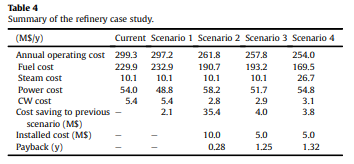 Table 4
Summary of the refinery case study.
(M$/y) Current Scenario 1 Scenario 2 Scenario 3 Scenario 4
Annual operating cost 299.3 297.2 261.8 257.8 254.0
Fuel cost 229.9 232.9 190.7 193.2 169.5
Steam cost 10.1 10.1 10.1 10.1 26.7
Power cost 54.0 48.8 58.2 51.7 54.8
CW cost 5.4 5.4 2.8 2.9 3.1
Cost saving to previous – 2.1 35.4 4.0 3.8
scenario (M$)
Installed cost (M$) – – 10.0 5.0 5.0
Payback (y) – – 0.28 1.25 1.32